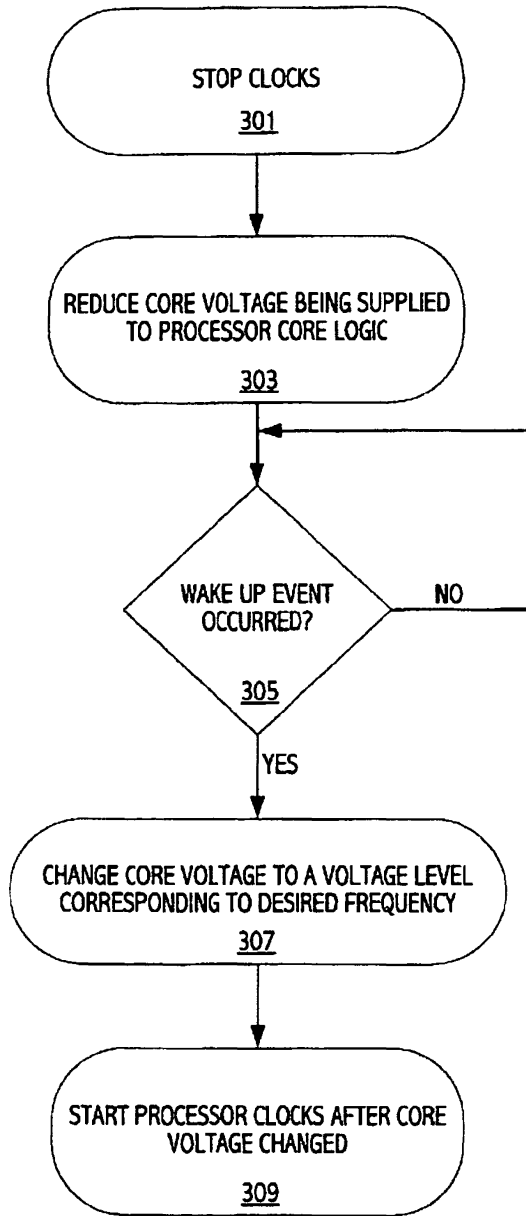 STOP CLOCKS
301
REDUCE CORE VOLTAGE BEING SUPPLIED
TO PROCESSOR CORE LOGIC
303
WAKE UP EVENT
OCCURRED?
305
NO
YES
CHANGE CORE VOLTAGE TO A VOLTAGE LEVEL
CORRESPONDING TO DESIRED FREQUENCY
307
START PROCESSOR CLOCKS AFTER CORE
VOLTAGE CHANGED
309